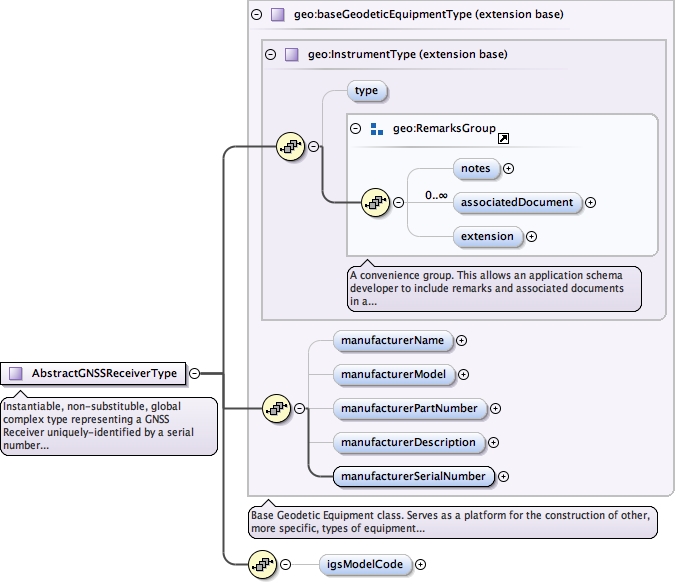 geo:baseGeodeticEquipmentType (extension base)
geo:InstrumentType (extension base)
type
geo:RemarksGroup
notes
0..∞
associatedDocument
extension
A convenience group. This allows an application schema
developer to include remarks and associated documents
in a...
manufacturerName
AbstractGNSSReceiverType
manufacturerModel
Instantiable, non-substituble, global
complex type representing a GNSS
Receiver uniquely-identified by a serial
number...
manufacturerPartNumber
manufacturerDescription
manufacturerSerialNumber
Base Geodetic Equipment class. Serves as a platform for the construction of other,
more specific, types of equipment...
igsModelCode